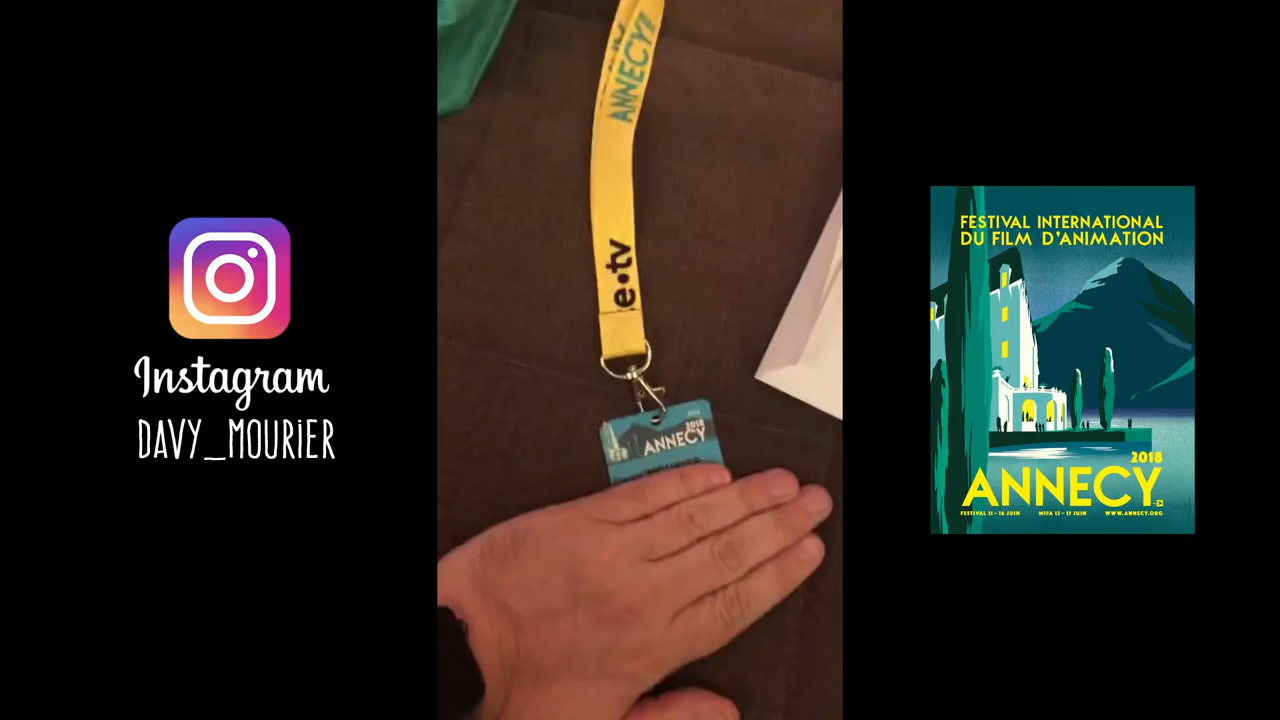 Instagram
DAVY_MOURIER
ANNECY
e•tv
2018
ANNECY
FESTIVAL INTERNATIONAL
DU FILM D'ANIMATION
2018
ANNECY
FESTIVAL 11 - 16 JUIN MIFA 12 - 15 JUIN WWW.ANNECY.ORG